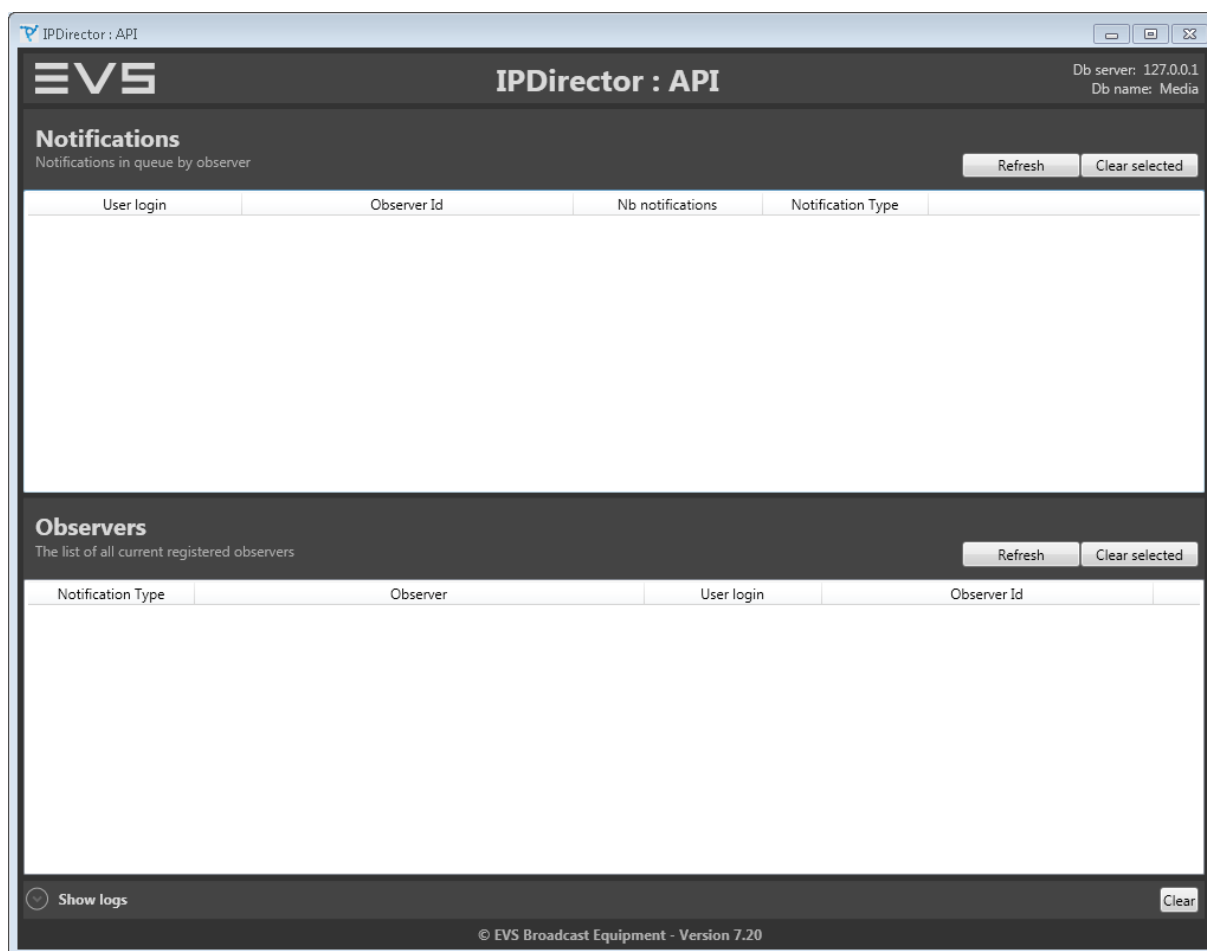 IPDirector : API
EVS
IPDirector : API
Db server: 127.0.0.1
Db name: Media
Notifications
Notifications in queue by observer
Refresh
Clear selected
User login
Observer Id
Nb notifications
Notification Type
Observers
The list of all current registered observers
Refresh
Clear selected
Notification Type
Observer
User login
Observer Id
Show logs
Clear
© EVS Broadcast Equipment - Version 7.20